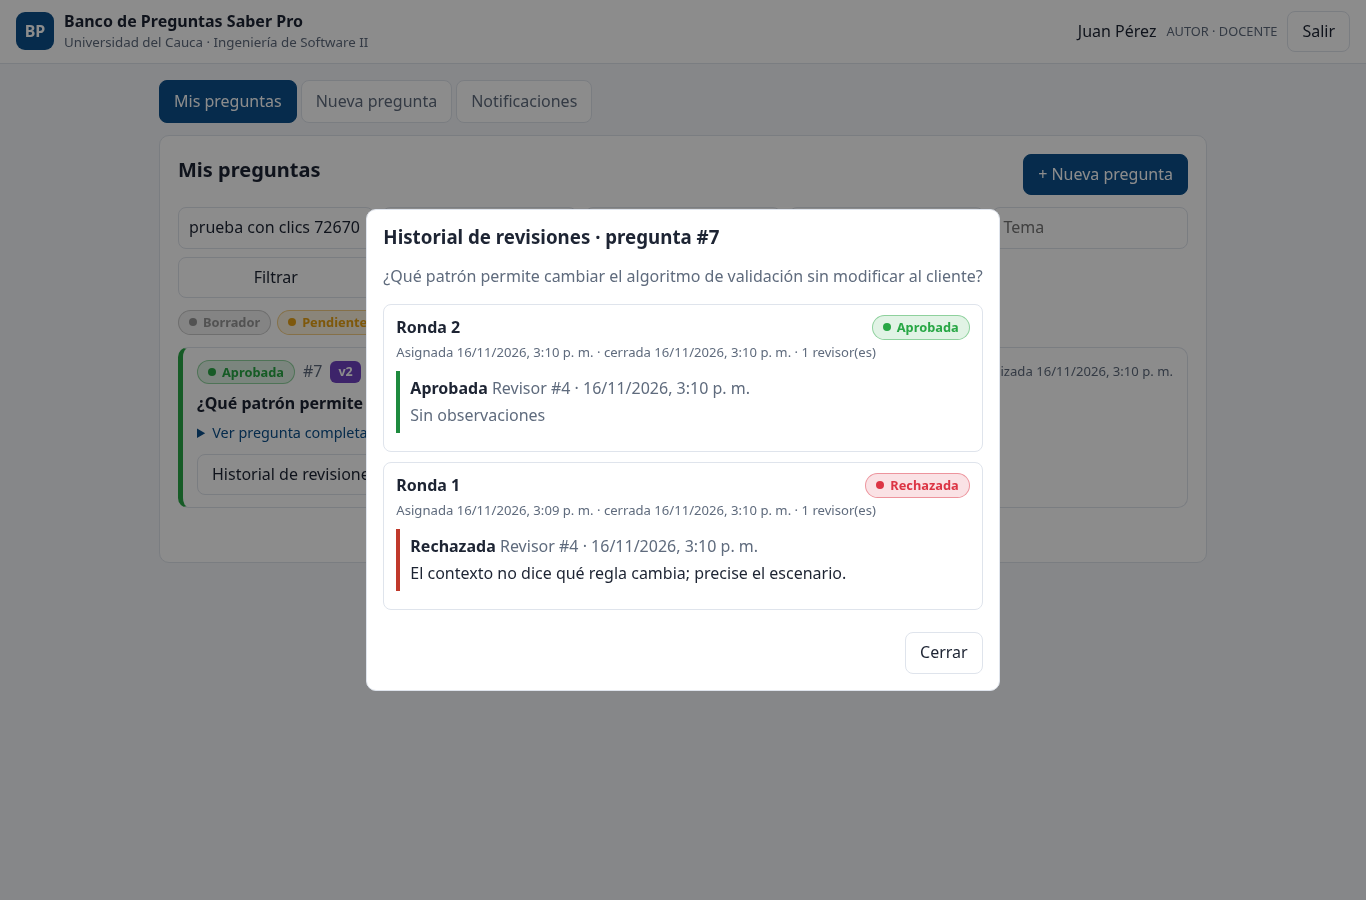 BP
Banco de Preguntas Saber Pro
Universidad del Cauca · Ingeniería de Software II
Juan Pérez
AUTOR · DOCENTE
Salir
Mis preguntas
Nueva pregunta
Notificaciones
Mis preguntas
+ Nueva pregunta
prueba con clics 72670
Tema
Filtrar
Borrador
Pendiente
Aprobada
#7
v2
izada 16/11/2026, 3:10 p. m.
¿Qué patrón permite
Ver pregunta completa
Historial de revisione
Historial de revisiones · pregunta #7
¿Qué patrón permite cambiar el algoritmo de validación sin modificar al cliente?
Ronda 2
Aprobada
Asignada 16/11/2026, 3:10 p. m. · cerrada 16/11/2026, 3:10 p. m. · 1 revisor(es)
Aprobada Revisor #4 · 16/11/2026, 3:10 p. m.
Sin observaciones
Ronda 1
Rechazada
Asignada 16/11/2026, 3:09 p. m. · cerrada 16/11/2026, 3:10 p. m. · 1 revisor(es)
Rechazada Revisor #4 · 16/11/2026, 3:10 p. m.
El contexto no dice qué regla cambia; precise el escenario.
Cerrar